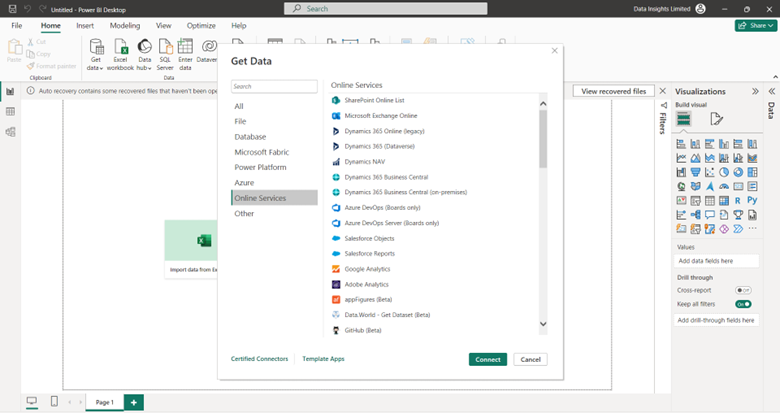 Untitled - Power BI Desktop
Search
Data Insights Limited
File
Home
Insert
Modeling
View
Optimize
Help
Share
Paste
Cut
Copy
Format painter
Clipboard
Get data
Excel workbook
Data hub
SQL Server
Enter data
Data
Auto recovery contains some recovered files that haven't been ope
View recovered files
Get Data
Search
All
File
Database
Microsoft Fabric
Power Platform
Azure
Online Services
Other
Online Services
SharePoint Online List
Microsoft Exchange Online
Dynamics 365 Online (legacy)
Dynamics 365 (Dataverse)
Dynamics NAV
Dynamics 365 Business Central
Dynamics 365 Business Central (on-premises)
Azure DevOps (Boards only)
Azure DevOps Server (Boards only)
Salesforce Objects
Salesforce Reports
Google Analytics
Adobe Analytics
appFigures (Beta)
Data.World - Get Dataset (Beta)
GitHub (Beta)
Certified Connectors
Template Apps
Connect
Cancel
Import data from Exc
Filters
Visualizations
Build visual
R
Py
Values
Add data fields here
Drill through
Cross-report
Off
Keep all filters
On
Add drill-through fields here
Data
Page 1